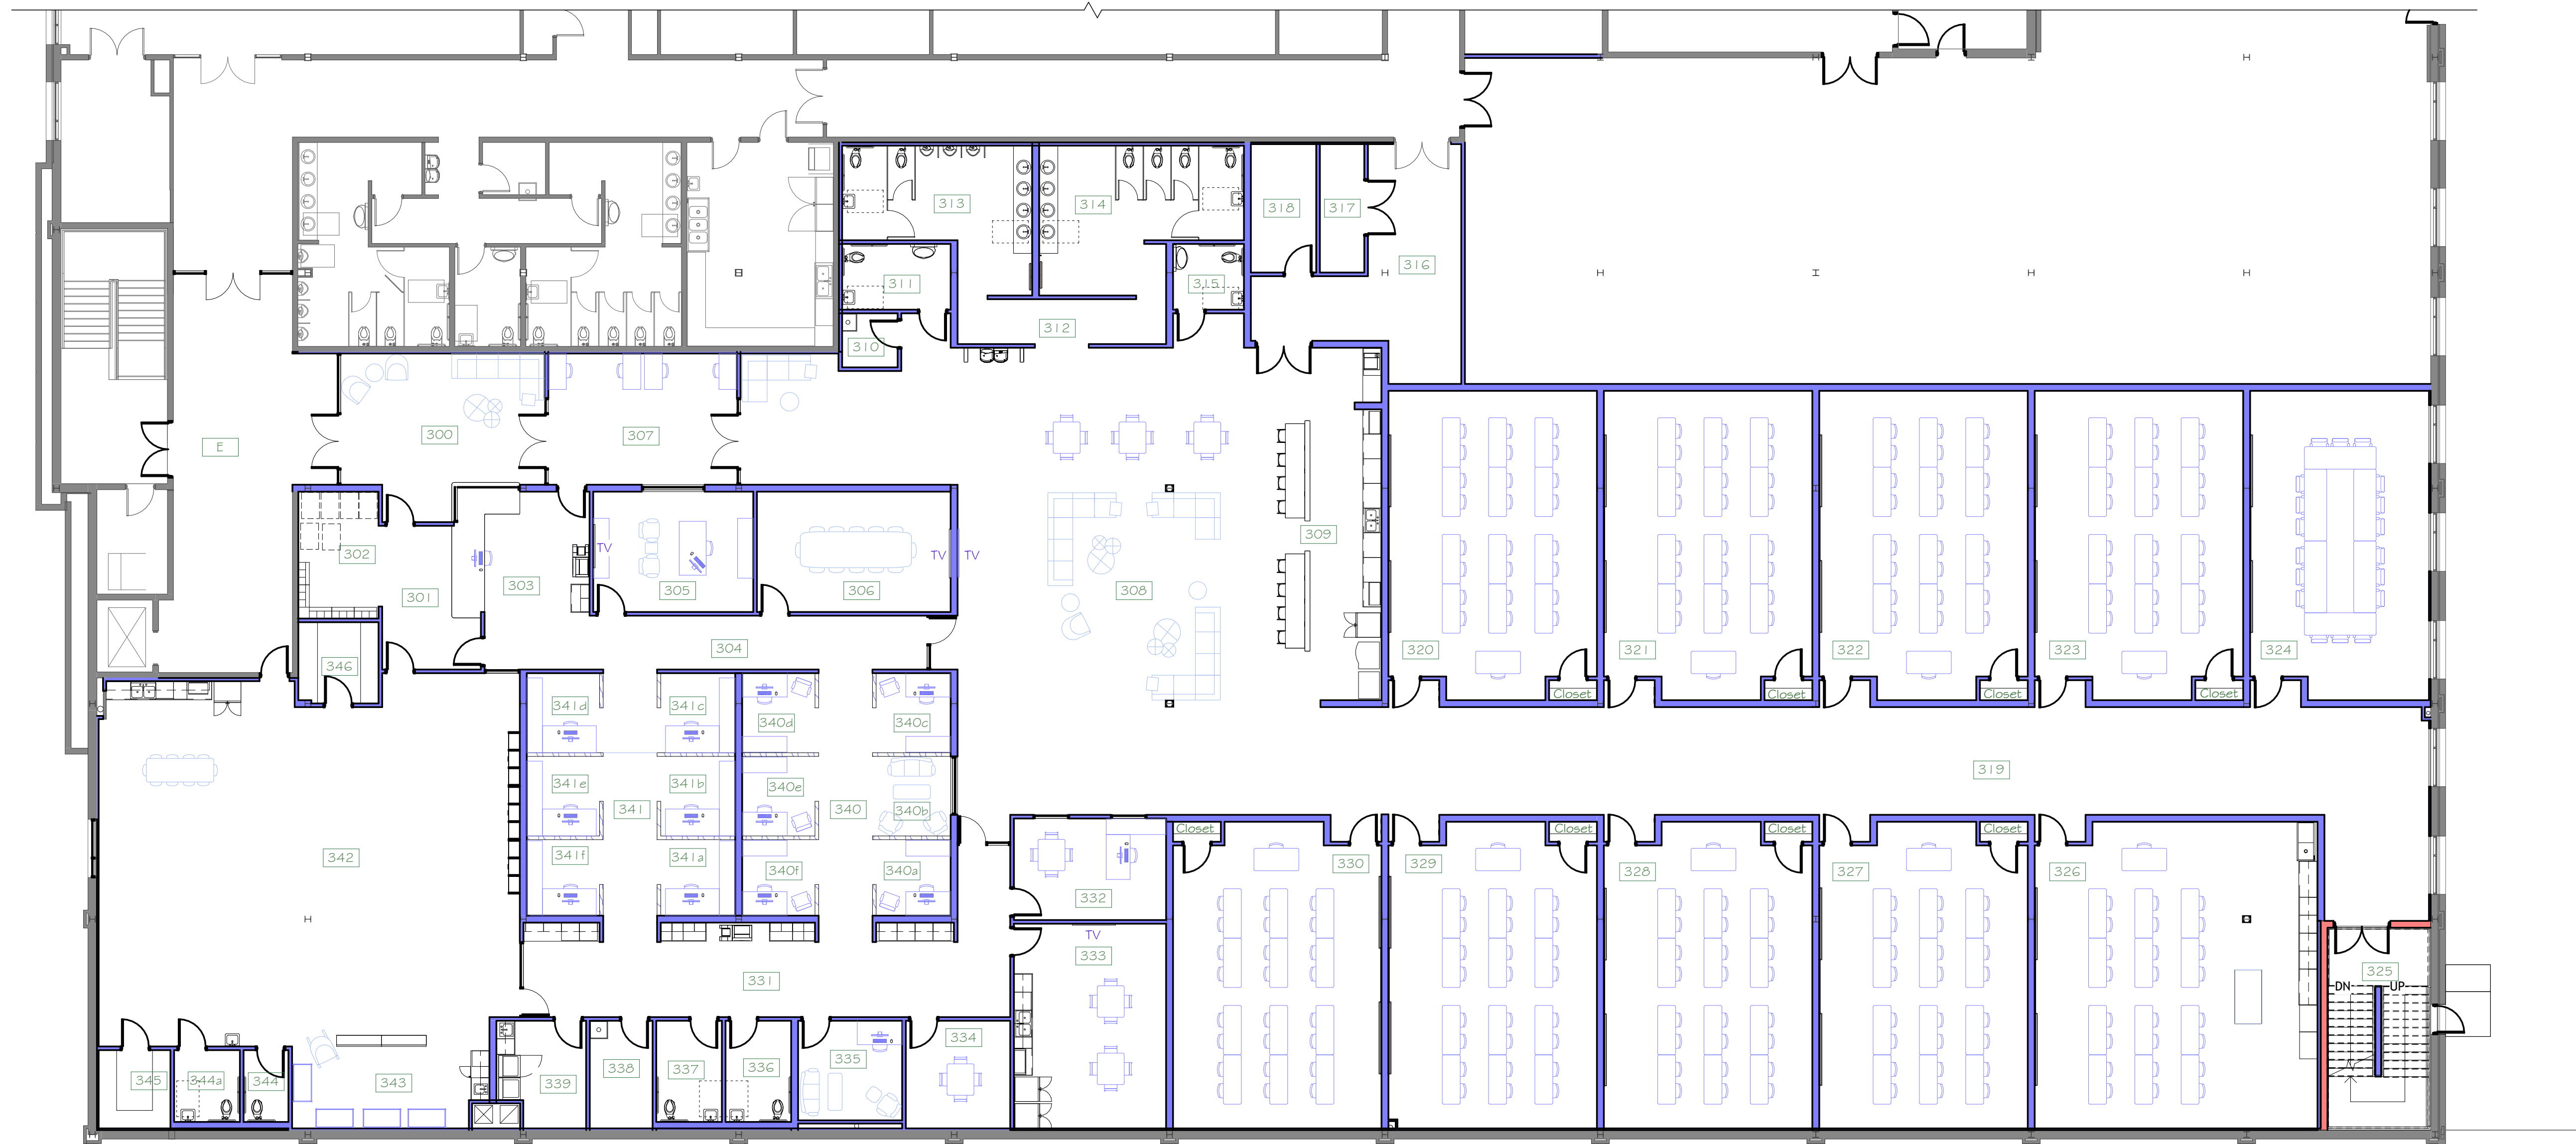 313
314
318
317
316
311
315
312
310
E
300
307
302
301
303
TV
305
TV
TV
306
309
308
304
346
320
321
322
323
324
Closet
Closet
Closet
Closet
341d
341c
340d
340c
341e
341b
340e
340b
341
340
341f
341a
340f
340a
342
319
Closet
Closet
Closet
Closet
330
329
328
327
326
332
TV
333
331
325
DN
UP
345
344a
344
343
339
338
337
336
335
334